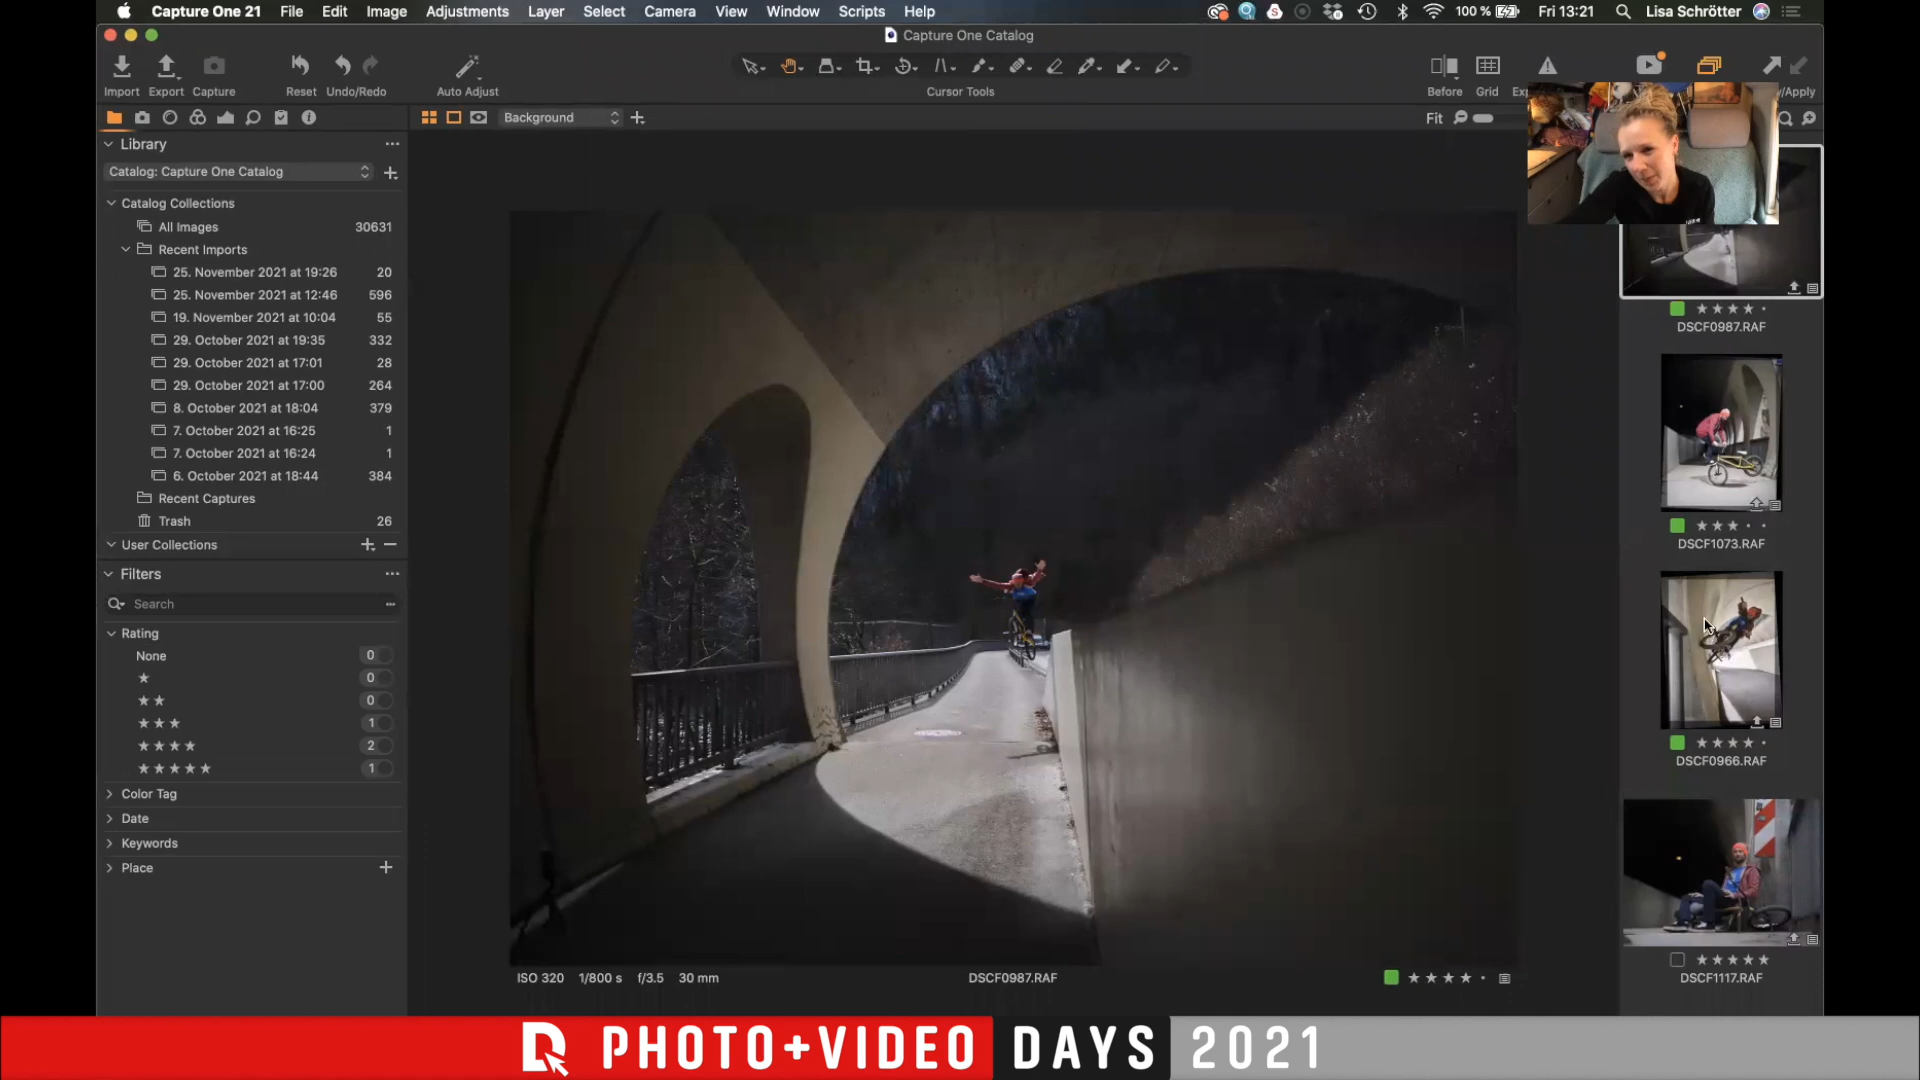 Capture One 21 File Edit Image Adjustments Layer Select Camera View Window Scripts Help 100 % Fri 13:21 Lisa Schrötter
Capture One Catalog
Import Export Capture Reset Undo/Redo Auto Adjust Cursor Tools Before Grid /Apply
Background Fit
Library
Catalog: Capture One Catalog
Catalog Collections
All Images 30631
Recent Imports
25. November 2021 at 19:26 20
25. November 2021 at 12:46 596
19. November 2021 at 10:04 55
29. October 2021 at 19:35 332
29. October 2021 at 17:01 28
29. October 2021 at 17:00 264
8. October 2021 at 18:04 379
7. October 2021 at 16:25 1
7. October 2021 at 16:24 1
6. October 2021 at 18:44 384
Recent Captures
Trash 26
User Collections
Filters
Search
Rating
None 0
0
0
1
2
1
Color Tag
Date
Keywords
Place
DSCF0987.RAF
DSCF1073.RAF
DSCF0966.RAF
DSCF1117.RAF
ISO 320 1/800 s f/3.5 30 mm DSCF0987.RAF
PHOTO+VIDEO DAYS 2021